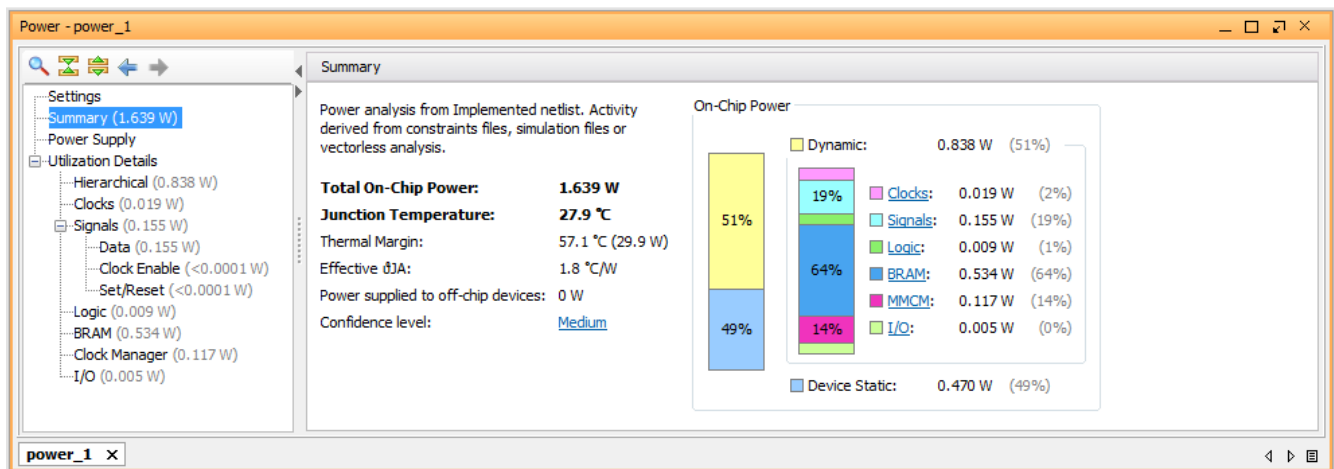 Power - power_1
Summary
Settings
Summary (1.639 W)
Power Supply
Utilization Details
Hierarchical (0.838 W)
Clocks (0.019 W)
Signals (0.155 W)
Data (0.155 W)
Clock Enable (<0.0001 W)
Set/Reset (<0.0001 W)
Logic (0.009 W)
BRAM (0.534 W)
Clock Manager (0.117 W)
I/O (0.005 W)
Power analysis from Implemented netlist. Activity
derived from constraints files, simulation files or
vectorless analysis.
Total On-Chip Power: 1.639 W
Junction Temperature: 27.9 °C
Thermal Margin: 57.1 °C (29.9 W)
Effective ϑJA: 1.8 °C/W
Power supplied to off-chip devices: 0 W
Confidence level: Medium
On-Chip Power
51%
49%
Dynamic: 0.838 W (51%)
19%
64%
14%
Clocks: 0.019 W (2%)
Signals: 0.155 W (19%)
Logic: 0.009 W (1%)
BRAM: 0.534 W (64%)
MMCM: 0.117 W (14%)
I/O: 0.005 W (0%)
Device Static: 0.470 W (49%)
power_1